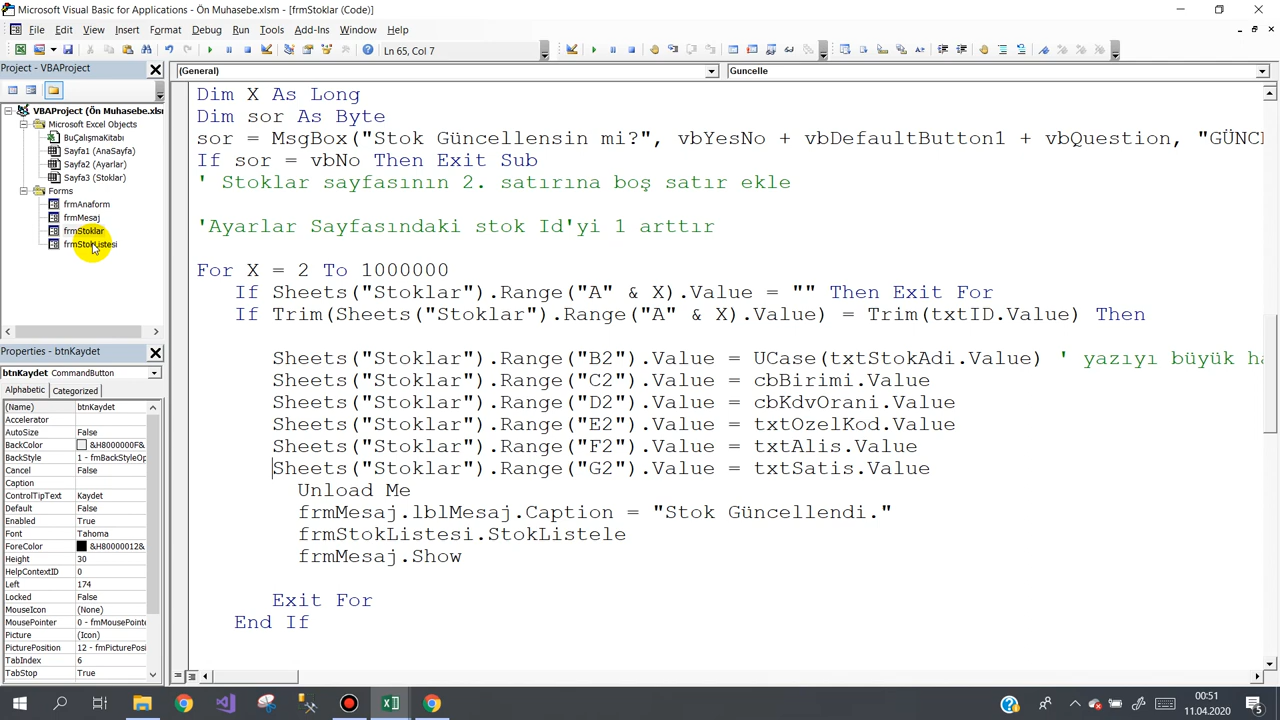 Microsoft Visual Basic for Applications - Ön Muhasebe.xlsm - [frmStoklar (Code)]
File Edit View Insert Format Debug Run Tools Add-Ins Window Help
Ln 65, Col 7
Project - VBAProject
(General)
Guncelle
VBAProject (Ön Muhasebe.xlsm
Microsoft Excel Objects
BuÇalışmaKitabı
Sayfa1 (AnaSayfa)
Sayfa2 (Ayarlar)
Sayfa3 (Stoklar)
Forms
frmAnaform
frmMesaj
frmStoklar
frmStokListesi
Properties - btnKaydet
btnKaydet CommandButton
Alphabetic Categorized
(Name) btnKaydet
Accelerator
AutoSize False
BackColor &H8000000F&
BackStyle 1 - fmBackStyleOp
Cancel False
Caption
ControlTipText Kaydet
Default False
Enabled True
Font Tahoma
ForeColor &H80000012&
Height 30
HelpContextID 0
Left 174
Locked False
MouseIcon (None)
MousePointer 0 - fmMousePointe
Picture (Icon)
PicturePosition 12 - fmPicturePosi
TabIndex 6
TabStop True
Dim X As Long
Dim sor As Byte
sor = MsgBox("Stok Güncellensin mi?", vbYesNo + vbDefaultButton1 + vbQuestion, "GÜNC
If sor = vbNo Then Exit Sub
' Stoklar sayfasının 2. satırına boş satır ekle
'Ayarlar Sayfasındaki stok Id'yi 1 arttır
For X = 2 To 1000000
If Sheets("Stoklar").Range("A" & X).Value = "" Then Exit For
If Trim(Sheets("Stoklar").Range("A" & X).Value) = Trim(txtID.Value) Then
Sheets("Stoklar").Range("B2").Value = UCase(txtStokAdi.Value) ' yazıyı büyük ha
Sheets("Stoklar").Range("C2").Value = cbBirimi.Value
Sheets("Stoklar").Range("D2").Value = cbKdvOrani.Value
Sheets("Stoklar").Range("E2").Value = txtOzelKod.Value
Sheets("Stoklar").Range("F2").Value = txtAlis.Value
Sheets("Stoklar").Range("G2").Value = txtSatis.Value
Unload Me
frmMesaj.lblMesaj.Caption = "Stok Güncellendi."
frmStokListesi.StokListele
frmMesaj.Show
Exit For
End If
00:51
11.04.2020
5